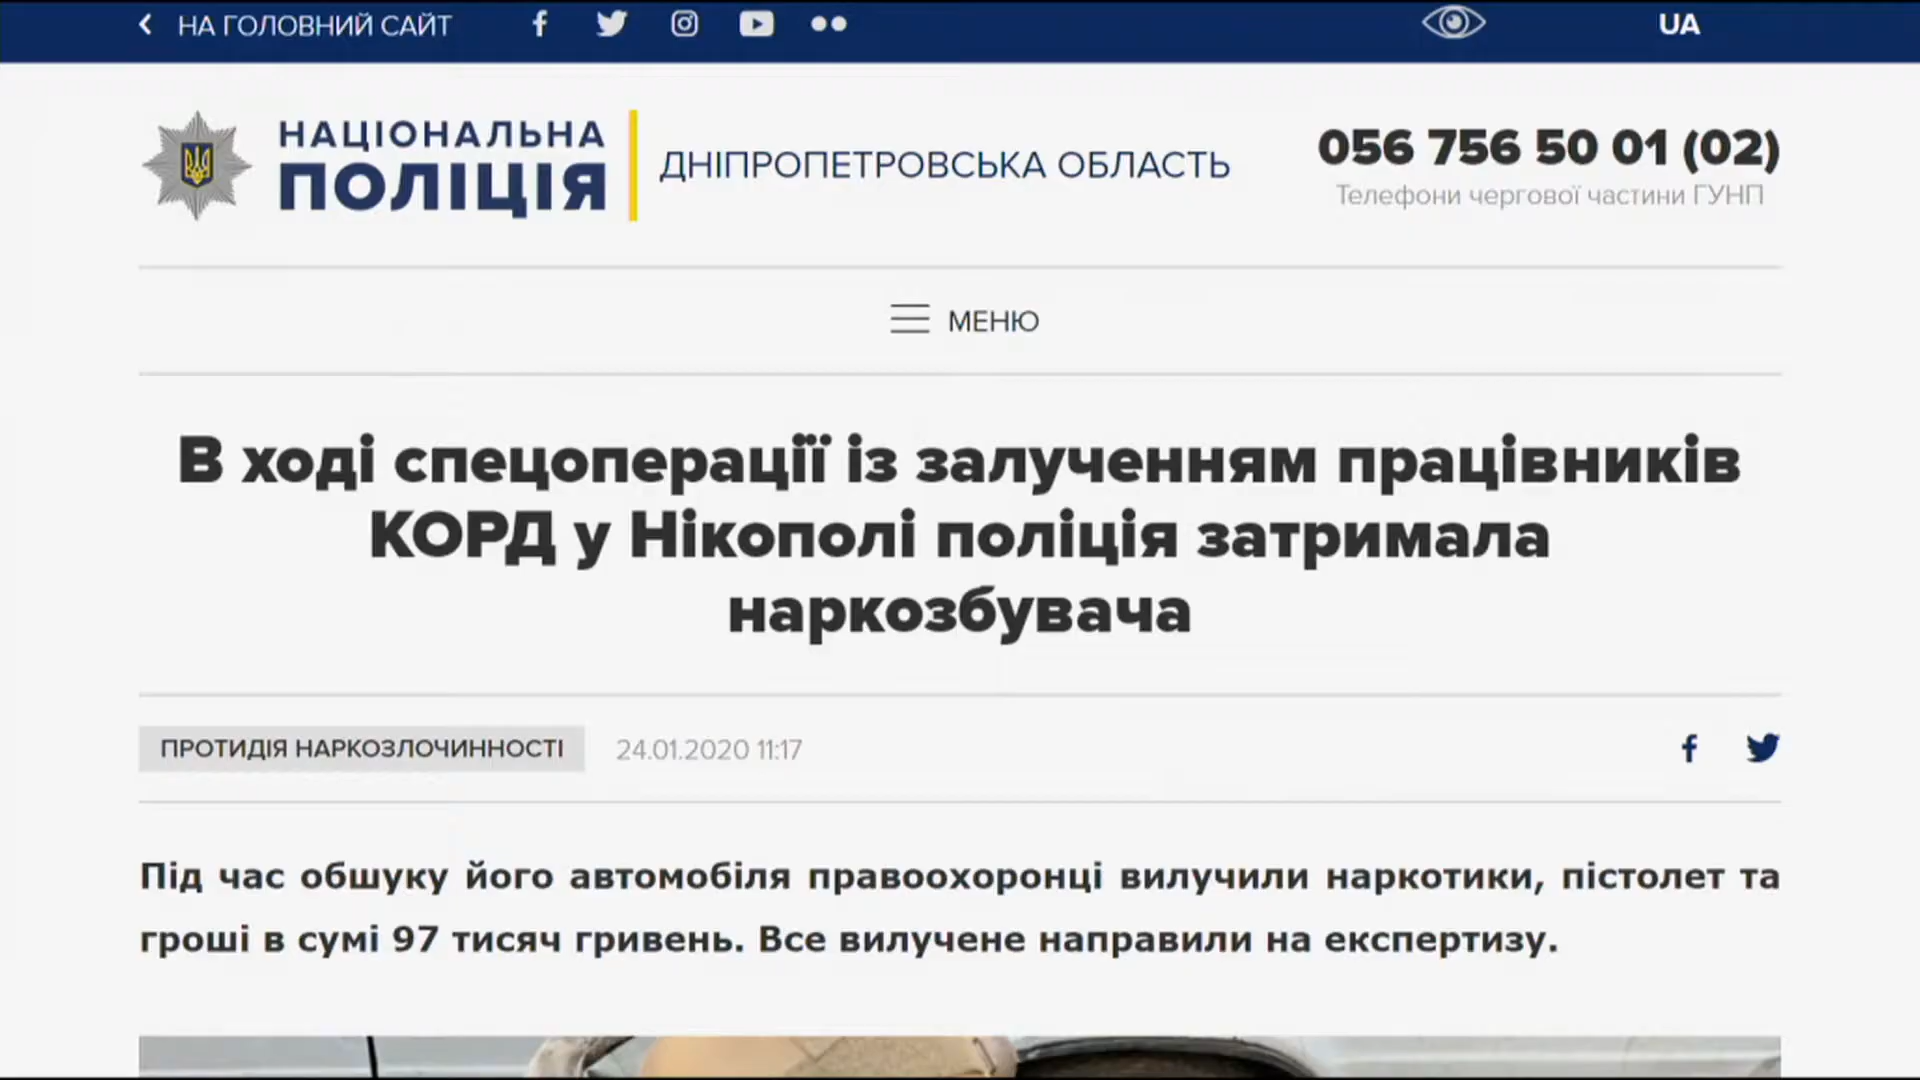 НА ГОЛОВНИЙ САЙТ
UA
НАЦІОНАЛЬНА
ПОЛІЦІЯ
ДНІПРОПЕТРОВСЬКА ОБЛАСТЬ
056 756 50 01 (02)
Телефони чергової частини ГУНП
МЕНЮ
В ході спецоперації із залученням працівників
КОРД у Нікополі поліція затримала
наркозбувача
ПРОТИДІЯ НАРКОЗЛОЧИННОСТІ
24.01.2020 11:17
Під час обшуку його автомобіля правоохоронці вилучили наркотики, пістолет та
гроші в сумі 97 тисяч гривень. Все вилучене направили на експертизу.